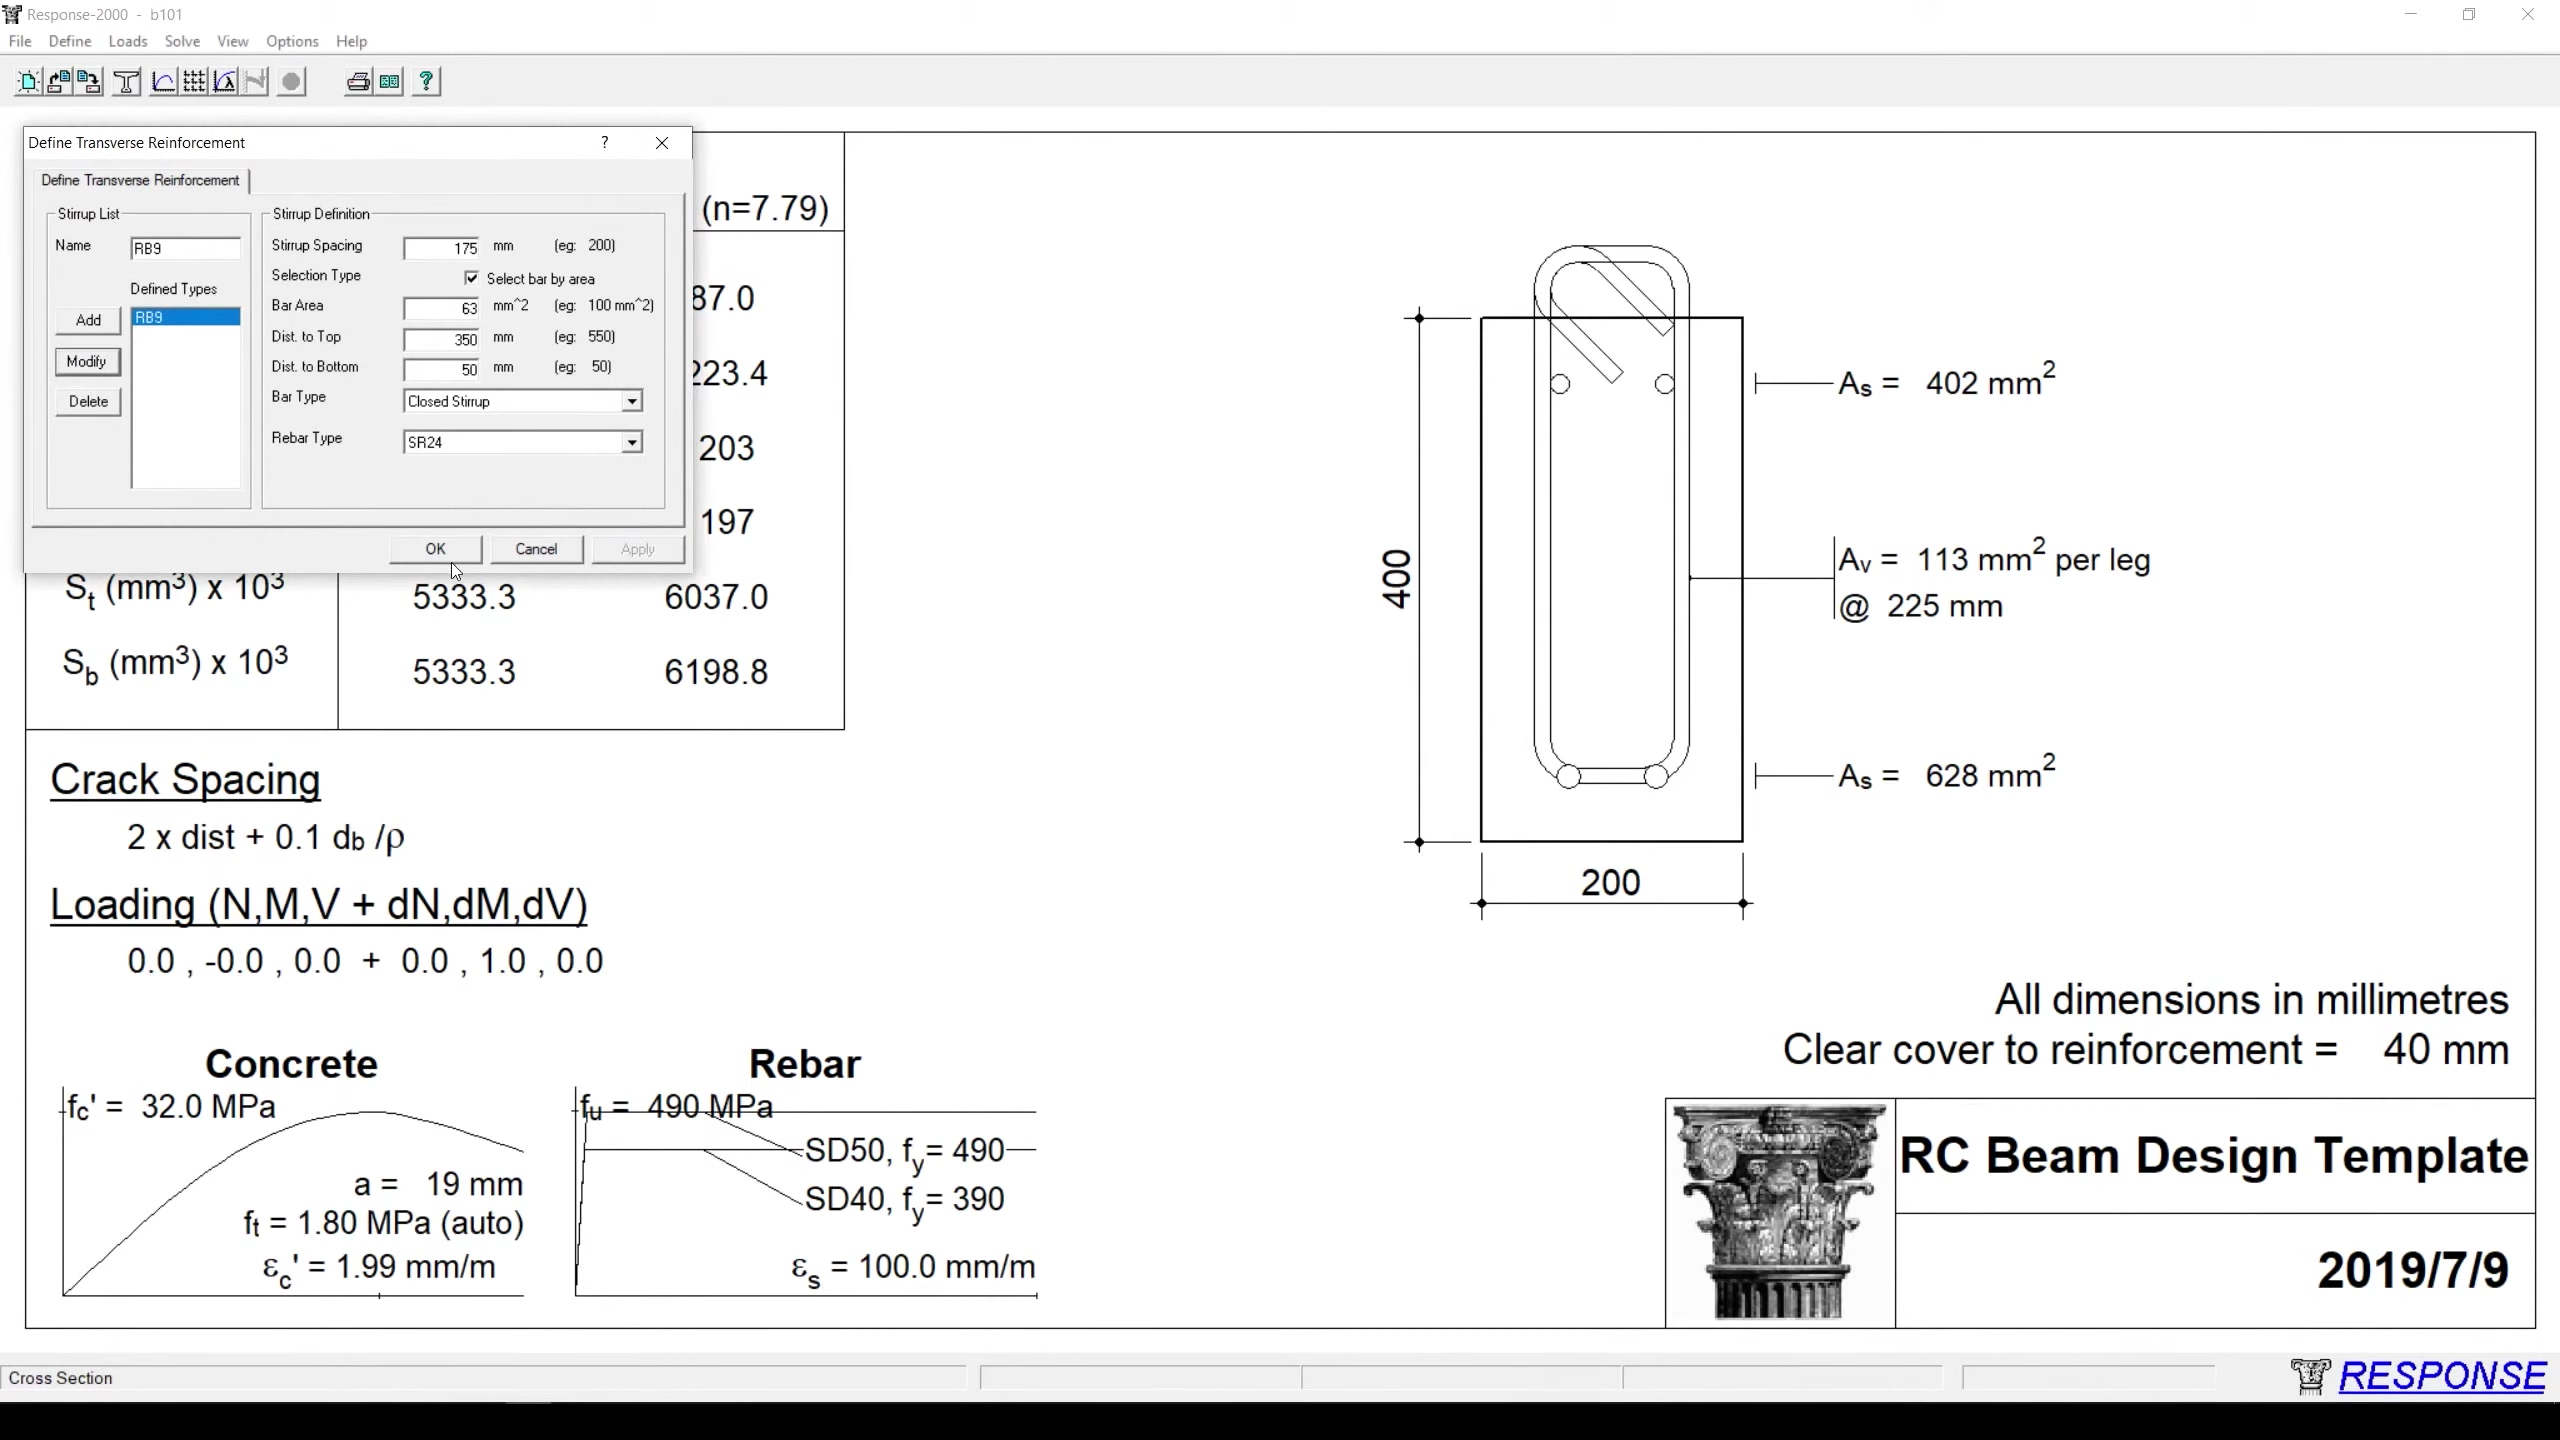 Response-2000 - b101
File Define Loads Solve View Options Help
Define Transverse Reinforcement ?
Define Transverse Reinforcement
Stirrup List
Name RB9
Defined Types
RB9
Add
Modify
Delete
Stirrup Definition
Stirrup Spacing 175 mm (eg: 200)
Selection Type Select bar by area
Bar Area 63 mm^2 (eg: 100 mm^2)
Dist. to Top 350 mm (eg: 550)
Dist. to Bottom 50 mm (eg: 50)
Bar Type Closed Stirrup
Rebar Type SR24
OK Cancel Apply
(n=7.79)
87.0
223.4
203
197
St (mm3) x 103 5333.3 6037.0
Sb (mm3) x 103 5333.3 6198.8
Crack Spacing
2 x dist + 0.1 db /ρ
Loading (N,M,V + dN,dM,dV)
0.0 , -0.0 , 0.0 + 0.0 , 1.0 , 0.0
Concrete
fc' = 32.0 MPa
a = 19 mm
ft = 1.80 MPa (auto)
εc' = 1.99 mm/m
Rebar
fu = 490 MPa
SD50, fy= 490
SD40, fy= 390
εs = 100.0 mm/m
As = 402 mm2
Av = 113 mm2 per leg
@ 225 mm
As = 628 mm2
400
200
All dimensions in millimetres
Clear cover to reinforcement = 40 mm
RC Beam Design Template
2019/7/9
Cross Section
RESPONSE